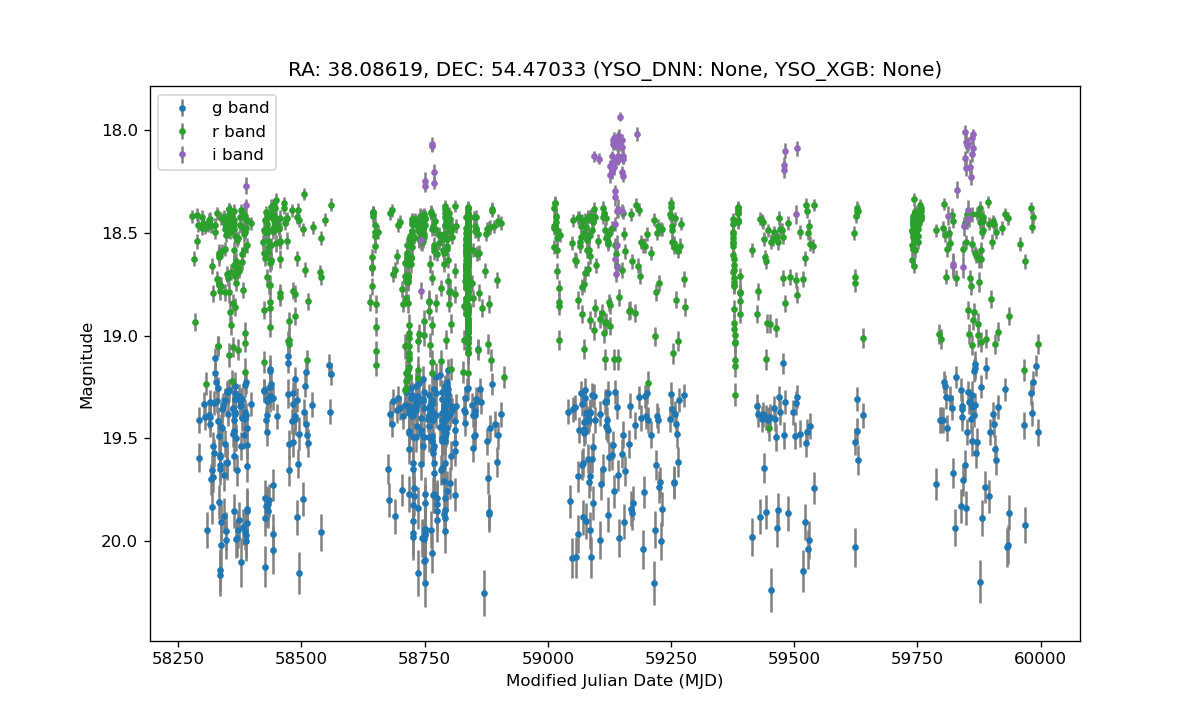 RA: 38.08619, DEC: 54.47033 (YSO_DNN: None, YSO_XGB: None)
g band
r band
i band
18.0
18.5
19.0
19.5
20.0
Magnitude
58250
58500
58750
59000
59250
59500
59750
60000
Modified Julian Date (MJD)